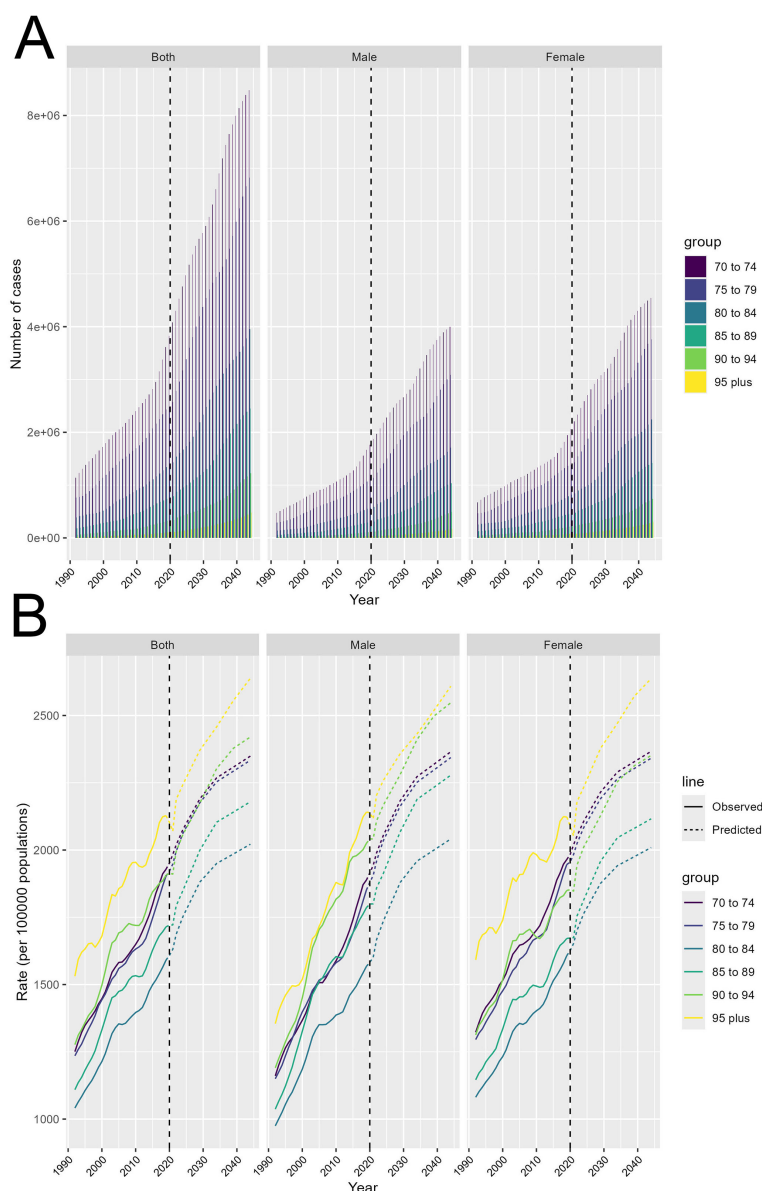 A
Both Male Female
8e+06
6e+06
4e+06
2e+06
0e+00
Number of cases
1990 2000 2010 2020 2030 2040 1990 2000 2010 2020 2030 2040 1990 2000 2010 2020 2030 2040
Year
group
70 to 74
75 to 79
80 to 84
85 to 89
90 to 94
95 plus
B
Both Male Female
2500
2000
1500
1000
Rate (per 100000 populations)
1990 2000 2010 2020 2030 2040 1990 2000 2010 2020 2030 2040 1990 2000 2010 2020 2030 2040
Year
line
Observed
Predicted
group
70 to 74
75 to 79
80 to 84
85 to 89
90 to 94
95 plus